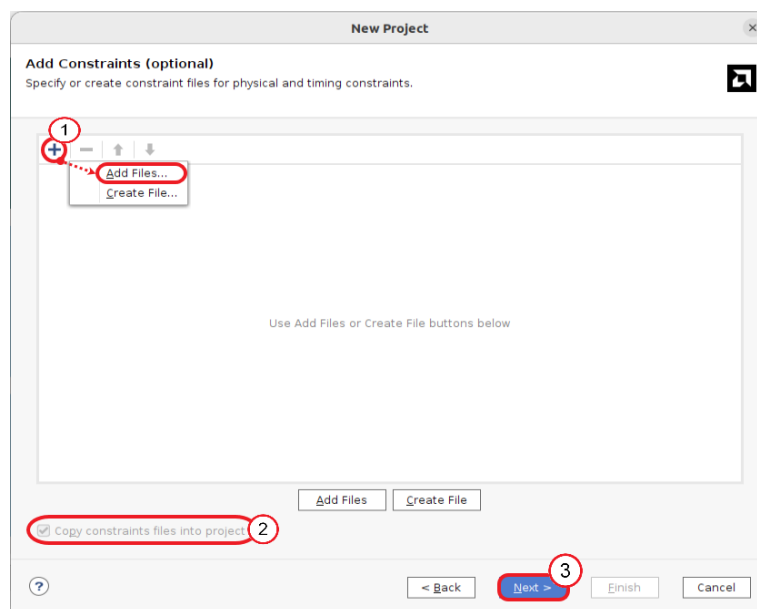 New Project
Add Constraints (optional)
Specify or create constraint files for physical and timing constraints.
1
Add Files...
Create File...
Use Add Files or Create File buttons below
Add Files Create File
Copy constraints files into project 2
3
? < Back Next > Finish Cancel